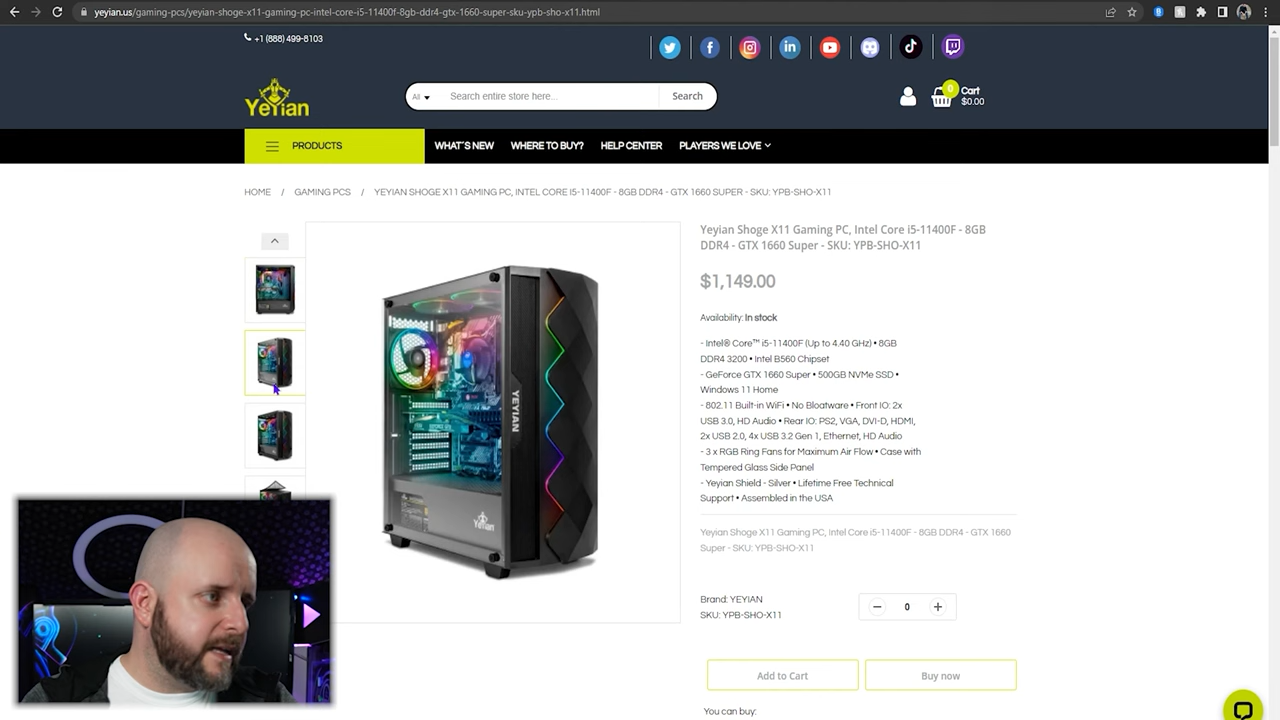 yeyian.us/gaming-pcs/yeyian-shoge-x11-gaming-pc-intel-core-i5-11400f-8gb-ddr4-gtx-1660-super-sku-ypb-sho-x11.html
+1 (888) 499-8103
YeYian
All
Search entire store here...
Search
0
Cart
$0.00
PRODUCTS
WHAT´S NEW
WHERE TO BUY?
HELP CENTER
PLAYERS WE LOVE
HOME / GAMING PCS / YEYIAN SHOGE X11 GAMING PC, INTEL CORE I5-11400F - 8GB DDR4 - GTX 1660 SUPER - SKU: YPB-SHO-X11
YEYIAN
YeYian
Yeyian Shoge X11 Gaming PC, Intel Core i5-11400F - 8GB
DDR4 - GTX 1660 Super - SKU: YPB-SHO-X11
$1,149.00
Availability: In stock
- Intel® Core™ i5-11400F (Up to 4.40 GHz) • 8GB
DDR4 3200 • Intel B560 Chipset
- GeForce GTX 1660 Super • 500GB NVMe SSD •
Windows 11 Home
- 802.11 Built-in WiFi • No Bloatware • Front IO: 2x
USB 3.0, HD Audio • Rear IO: PS2, VGA, DVI-D, HDMI,
2x USB 2.0, 4x USB 3.2 Gen 1, Ethernet, HD Audio
- 3 x RGB Ring Fans for Maximum Air Flow • Case with
Tempered Glass Side Panel
- Yeyian Shield - Silver • Lifetime Free Technical
Support • Assembled in the USA
Yeyian Shoge X11 Gaming PC, Intel Core i5-11400F - 8GB DDR4 - GTX 1660
Super - SKU: YPB-SHO-X11
Brand: YEYIAN
SKU: YPB-SHO-X11
0
Add to Cart
Buy now
You can buy: